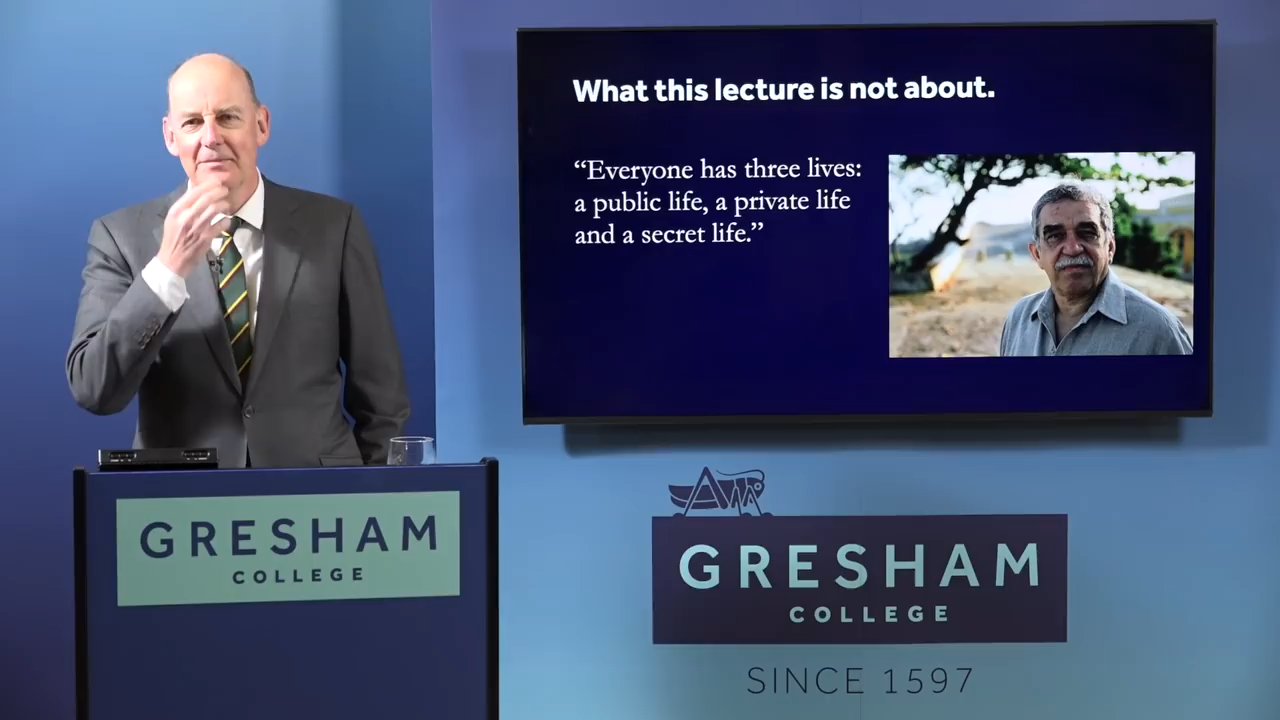 What this lecture is not about.
“Everyone has three lives:
a public life, a private life
and a secret life.”
GRESHAM
COLLEGE
GRESHAM
COLLEGE
SINCE 1597